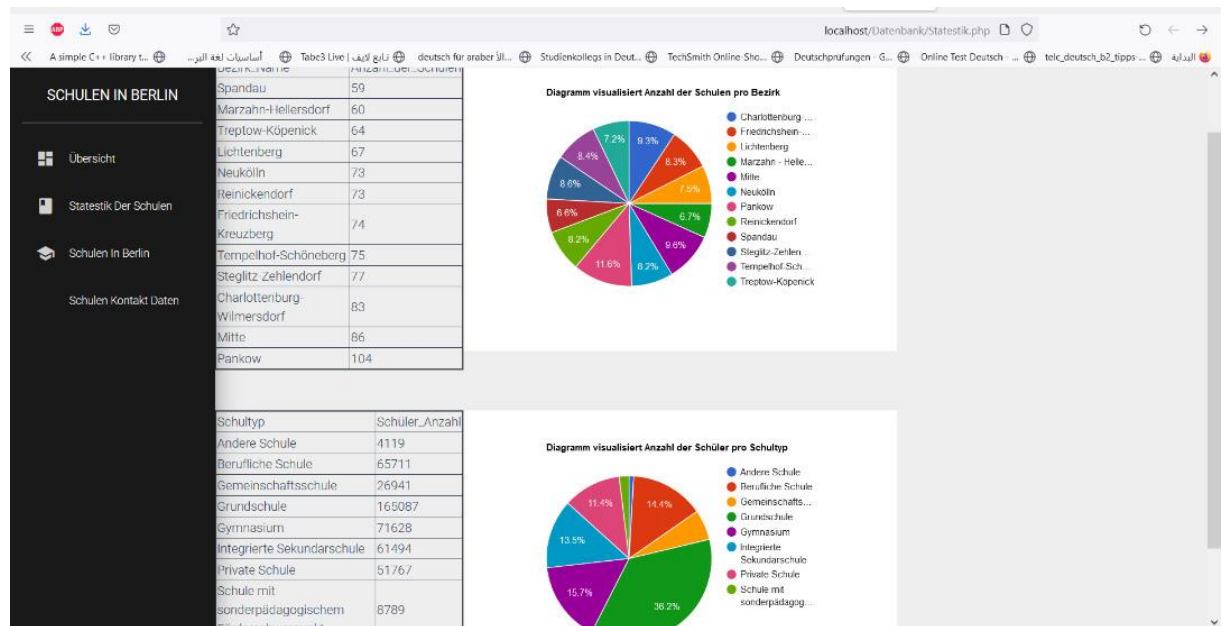 localhost/Datenbank/Statestik.php
A simple C++ library t...
أساسيات لغة البر...
Tabe3 Live | تابع لايف
deutsch für araber
Studienkollegs in Deut...
TechSmith Online-Sho...
Deutschprüfungen - G...
Online Test Deutsch - ...
telc_deutsch_b2_tipps-...
البداية
SCHULEN IN BERLIN
Übersicht
Statestik Der Schulen
Schulen In Berlin
Schulen Kontakt Daten
Bezirk_Name Anzahl_der_Schulen
Spandau 59
Marzahn-Hellersdorf 60
Treptow-Köpenick 64
Lichtenberg 67
Neukölln 73
Reinickendorf 73
Friedrichshein-
Kreuzberg 74
Tempelhof-Schöneberg 75
Steglitz-Zehlendorf 77
Charlottenburg-
Wilmersdorf 83
Mitte 86
Pankow 104
Diagramm visualisiert Anzahl der Schulen pro Bezirk
9.3%
8.3%
7.5%
6.7%
9.6%
8.2%
11.6%
8.2%
6.6%
8.6%
8.4%
7.2%
Charlottenburg-...
Friedrichshein-...
Lichtenberg
Marzahn - Helle...
Mitte
Neukölln
Pankow
Reinickendorf
Spandau
Steglitz-Zehlen...
Tempelhof-Sch...
Treptow-Köpenick
Schultyp Schüler_Anzahl
Andere Schule 4119
Berufliche Schule 65711
Gemeinschaftsschule 26941
Grundschule 165087
Gymnasium 71628
Integrierte Sekundarschule 61494
Private Schule 51767
Schule mit
sonderpädagogischem 8789
Diagramm visualisiert Anzahl der Schüler pro Schultyp
14.4%
36.2%
15.7%
13.5%
11.4%
Andere Schule
Berufliche Schule
Gemeinschafts...
Grundschule
Gymnasium
Integrierte
Sekundarschule
Private Schule
Schule mit
sonderpädagog...